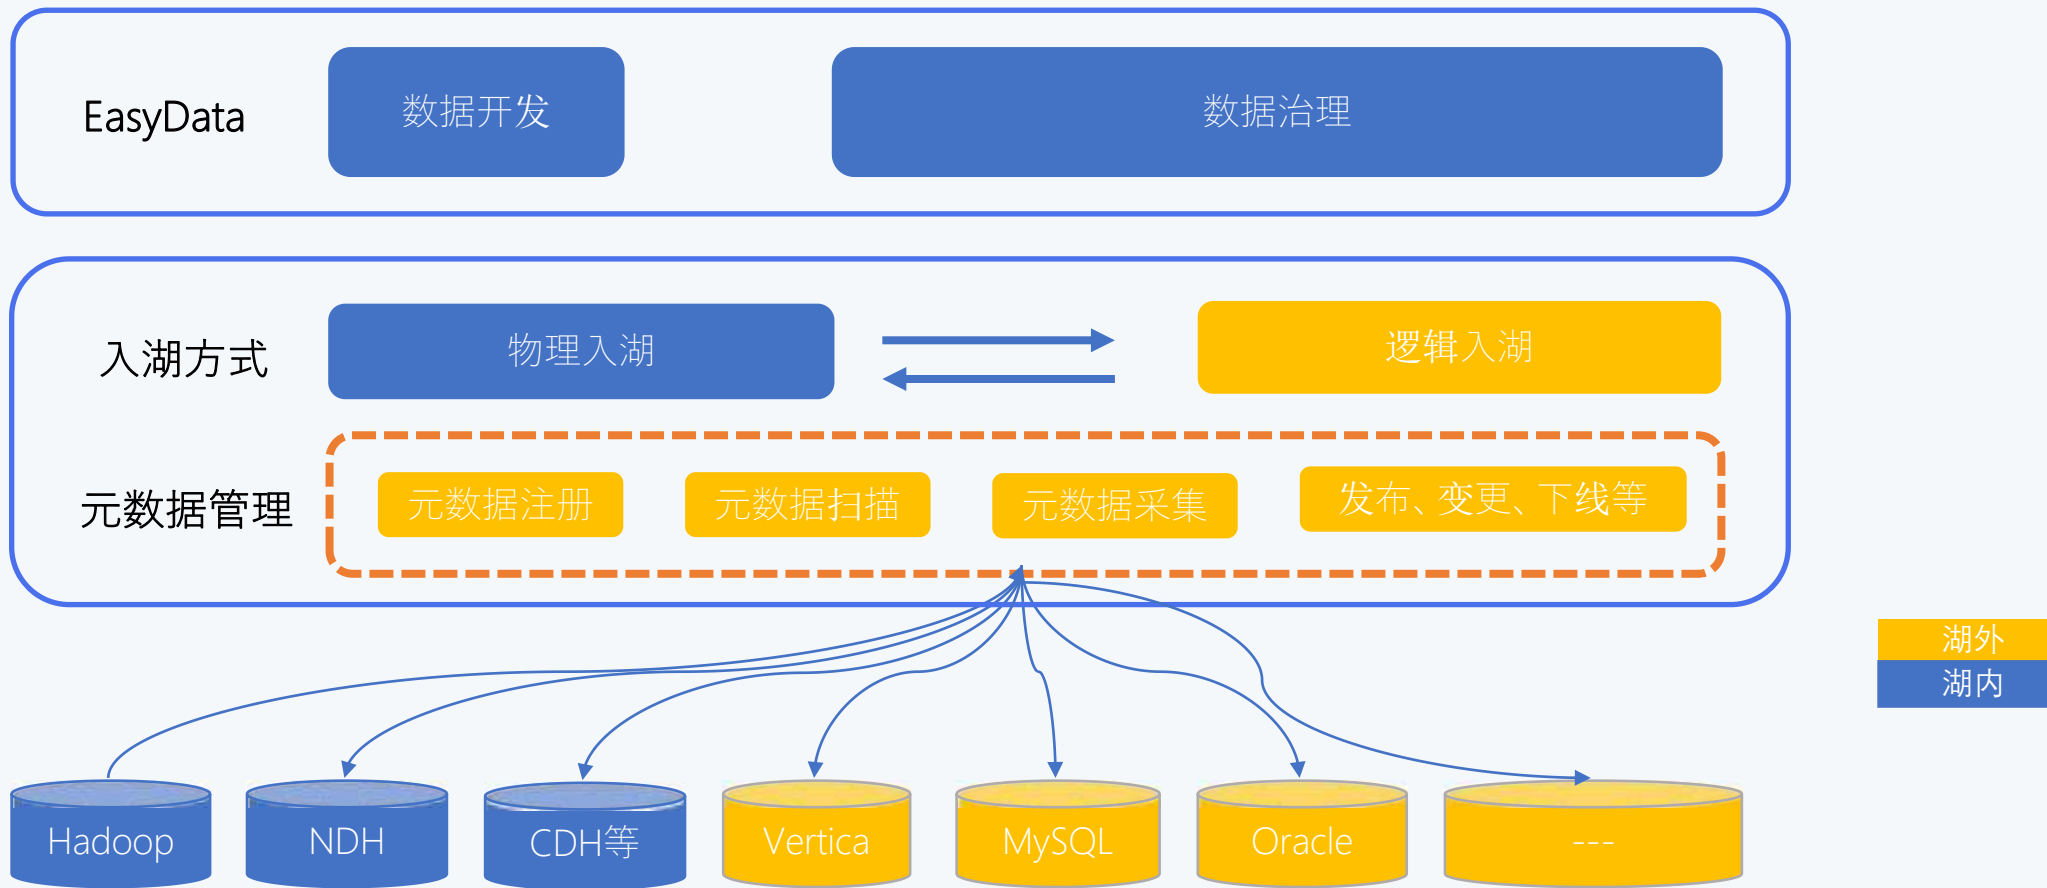 EasyData
数据开发
数据治理
入湖方式
物理入湖
逻辑入湖
元数据管理
元数据注册
元数据扫描
元数据采集
发布、变更、下线等
湖外
湖内
Hadoop
NDH
CDH等
Vertica
MySQL
Oracle
---